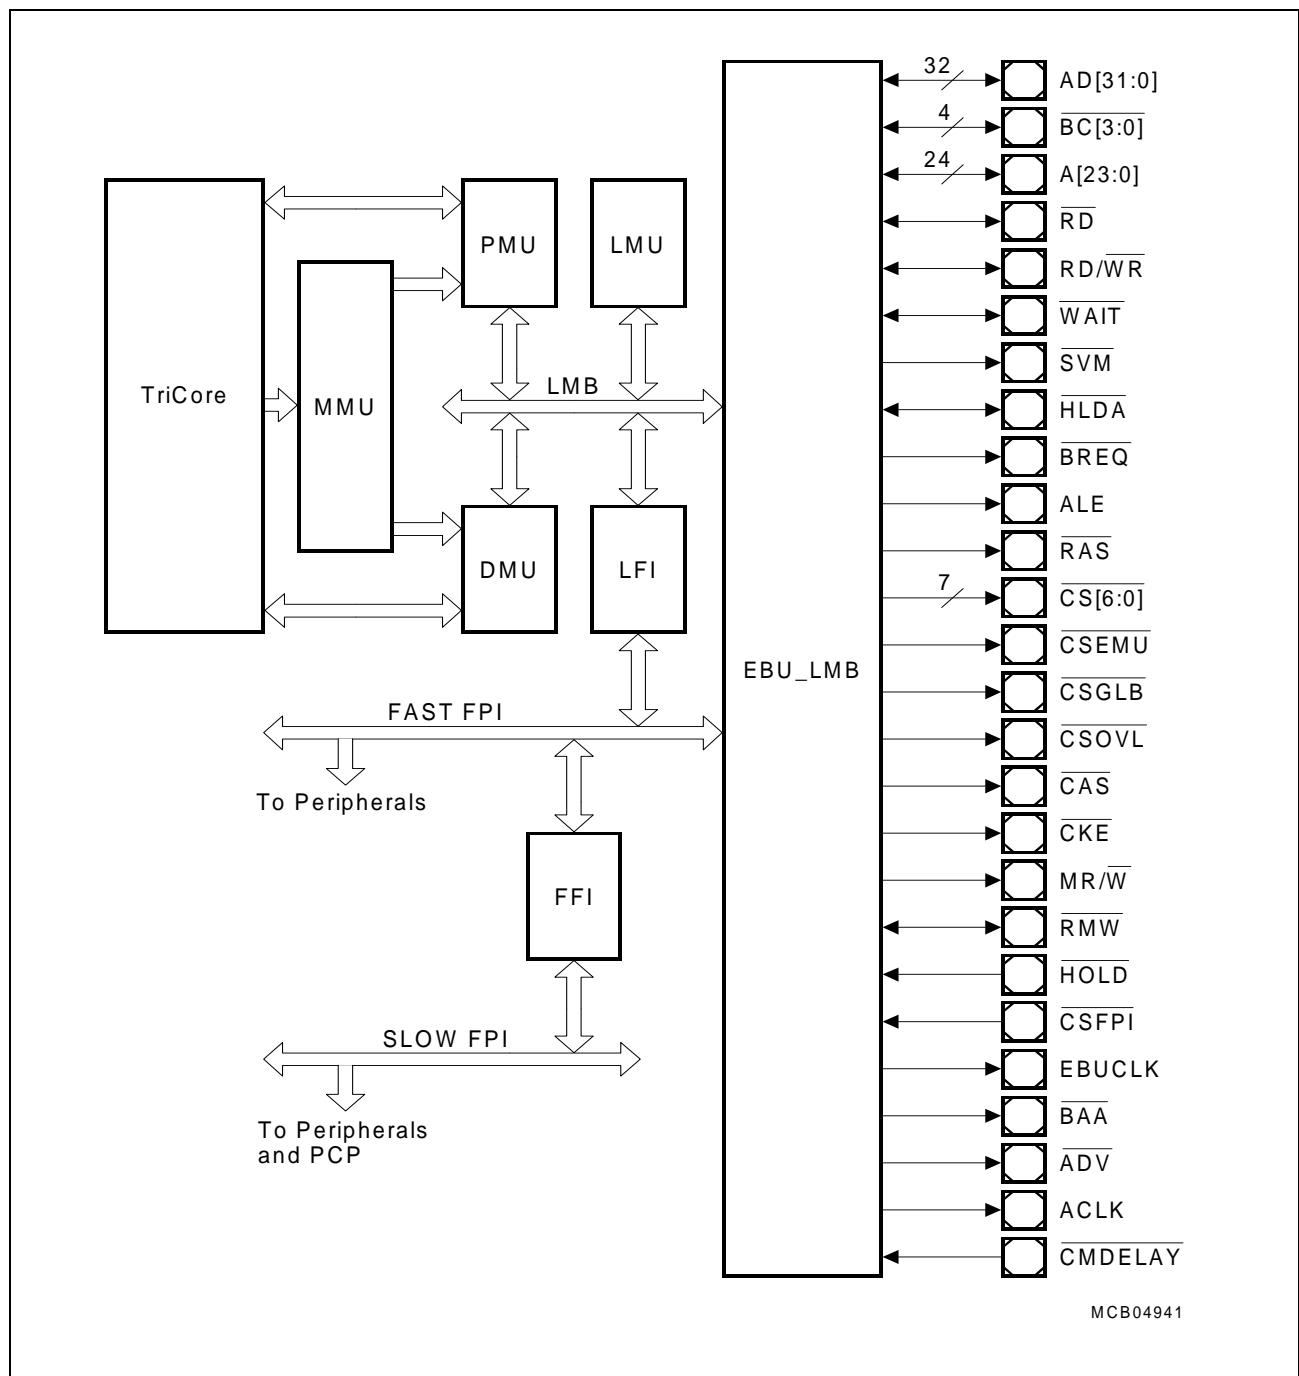 32
AD[31:0]
4
BC[3:0]
24
A[23:0]
RD
PMU
LMU
RD/WR
WAIT
SVM
LMB
TriCore
MMU
HLDA
BREQ
ALE
RAS
DMU
LFI
7
CS[6:0]
CSEMU
EBU_LMB
CSGLB
FAST FPI
CSOVL
To Peripherals
CAS
CKE
FFI
MR/W
RMW
HOLD
SLOW FPI
CSFPI
EBUCLK
To Peripherals
and PCP
BAA
ADV
ACLK
CMDELAY
MCB04941